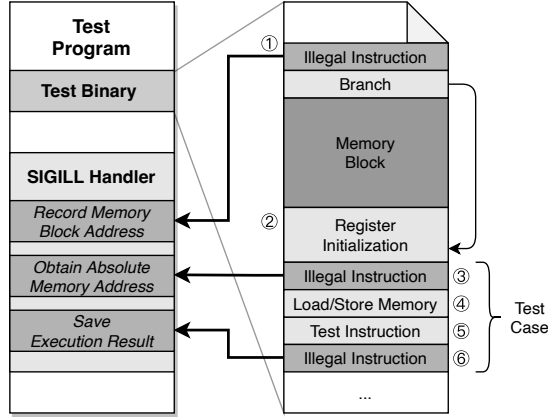 Test
Program
Test Binary
SIGILL Handler
Record Memory
Block Address
Obtain Absolute
Memory Address
Save
Execution Result
①
Illegal Instruction
Branch
Memory
Block
②
Register
Initialization
Illegal Instruction
③
Load/Store Memory
④
Test Instruction
⑤
Illegal Instruction
⑥
...
Test
Case